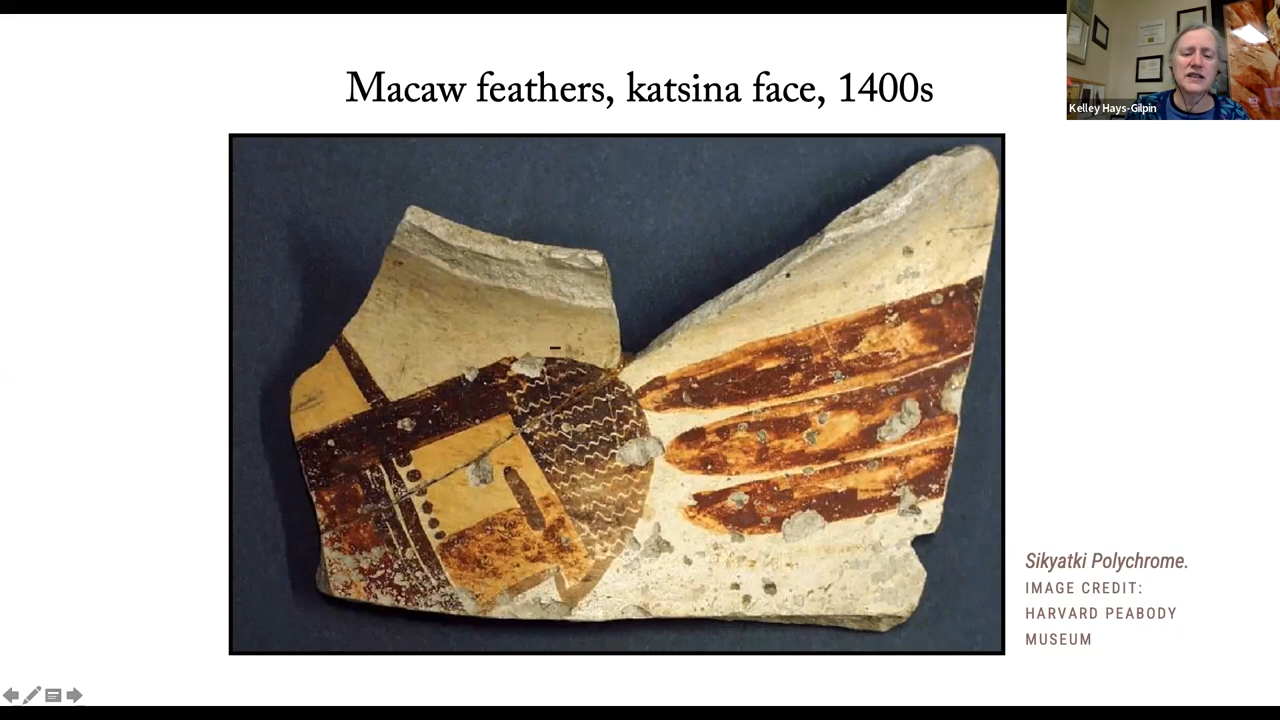 Macaw feathers, katsina face, 1400s
Kelley Hays-Gilpin
Sikyatki Polychrome.
IMAGE CREDIT:
HARVARD PEABODY
MUSEUM